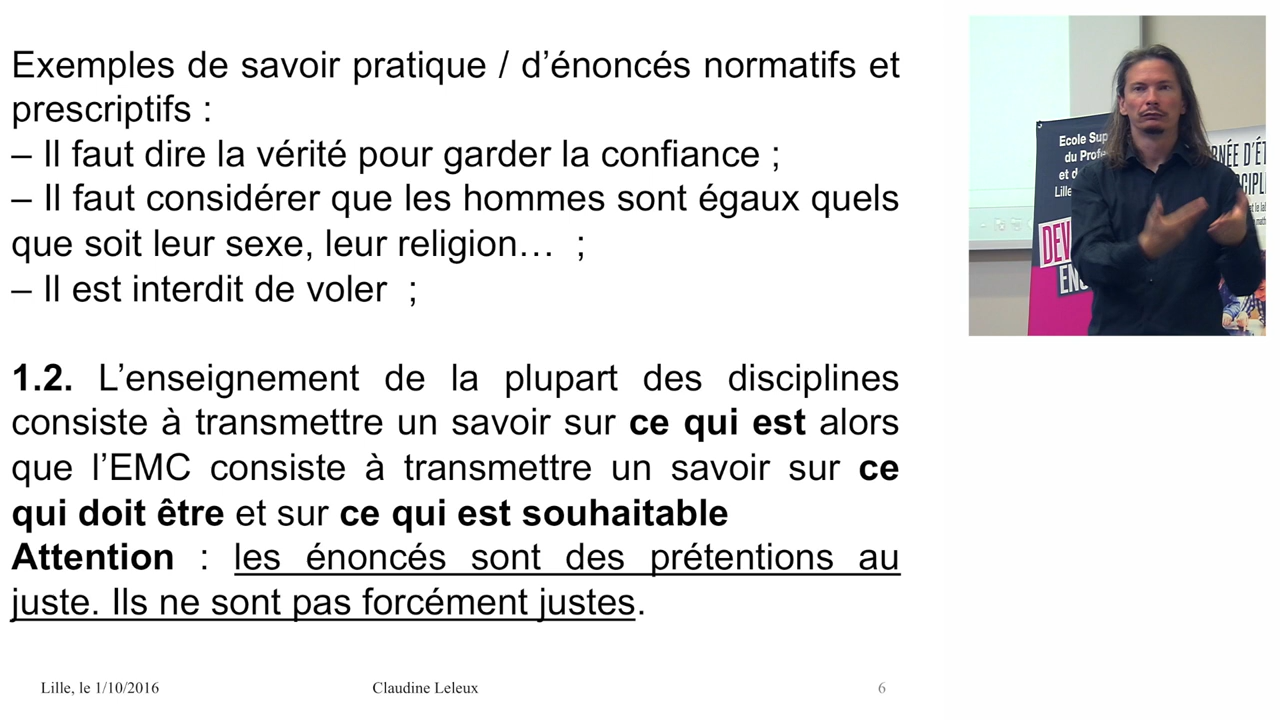 Exemples de savoir pratique / d’énoncés normatifs et
prescriptifs :
– Il faut dire la vérité pour garder la confiance ;
– Il faut considérer que les hommes sont égaux quels
que soit leur sexe, leur religion… ;
– Il est interdit de voler ;
1.2. L’enseignement de la plupart des disciplines
consiste à transmettre un savoir sur ce qui est alors
que l’EMC consiste à transmettre un savoir sur ce
qui doit être et sur ce qui est souhaitable
Attention : les énoncés sont des prétentions au
juste. Ils ne sont pas forcément justes.
Lille, le 1/10/2016
Claudine Leleux
6
Ecole Sup
du Profe
et d
Lille
DEV